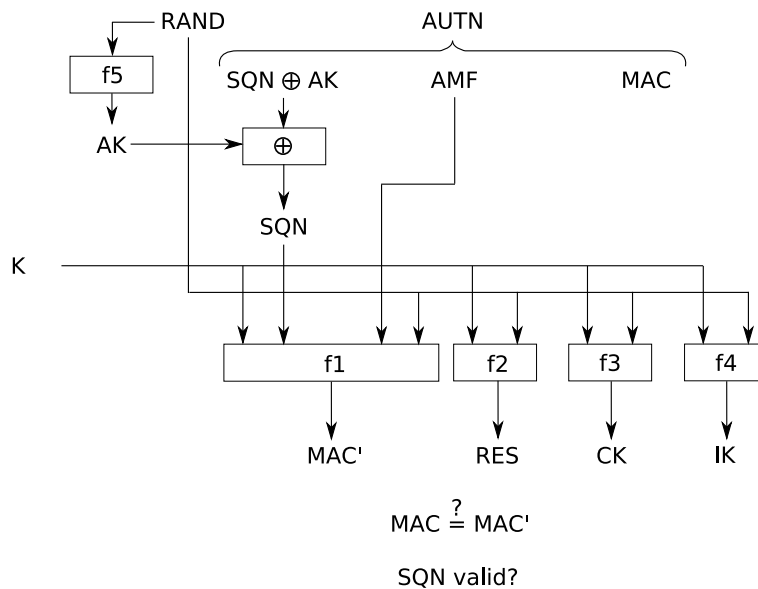 RAND AUTN
f5 SQN ⊕ AK AMF MAC
AK ⊕
SQN
K
f1 f2 f3 f4
MAC' RES CK IK
?
MAC = MAC'
SQN valid?